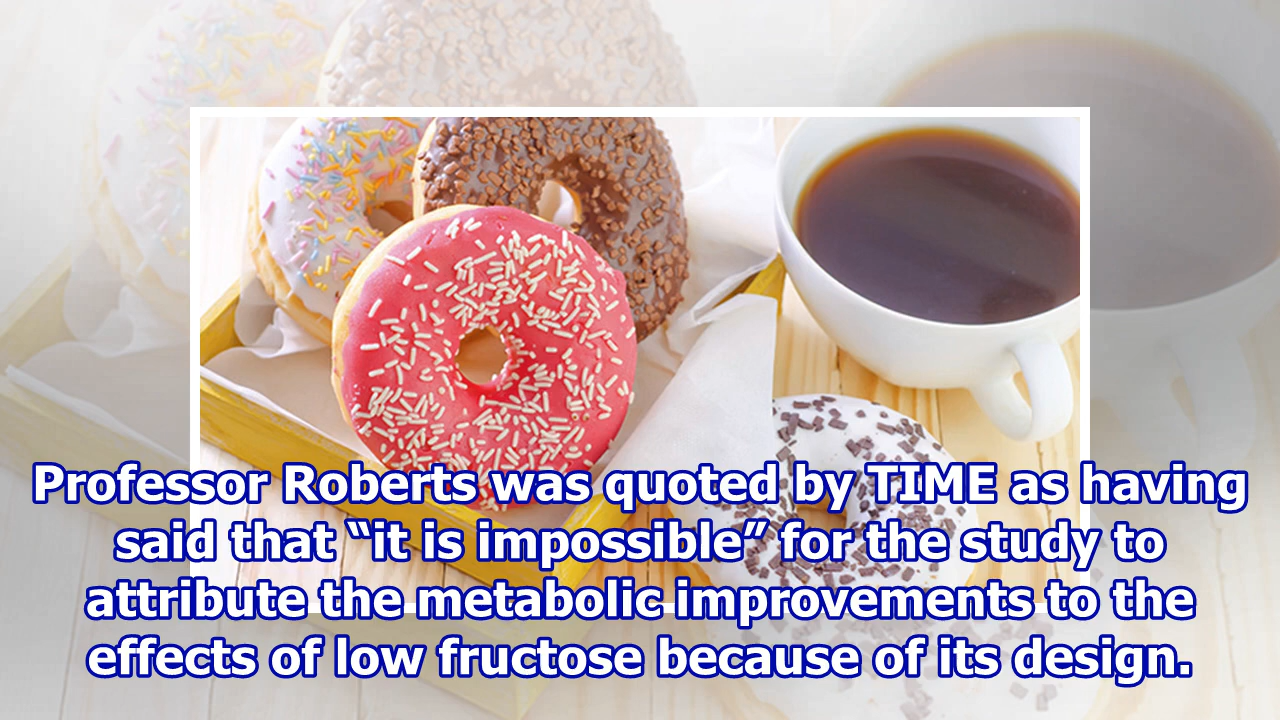 Professor Roberts was quoted by TIME as having
said that “it is impossible” for the study to
attribute the metabolic improvements to the
effects of low fructose because of its design.